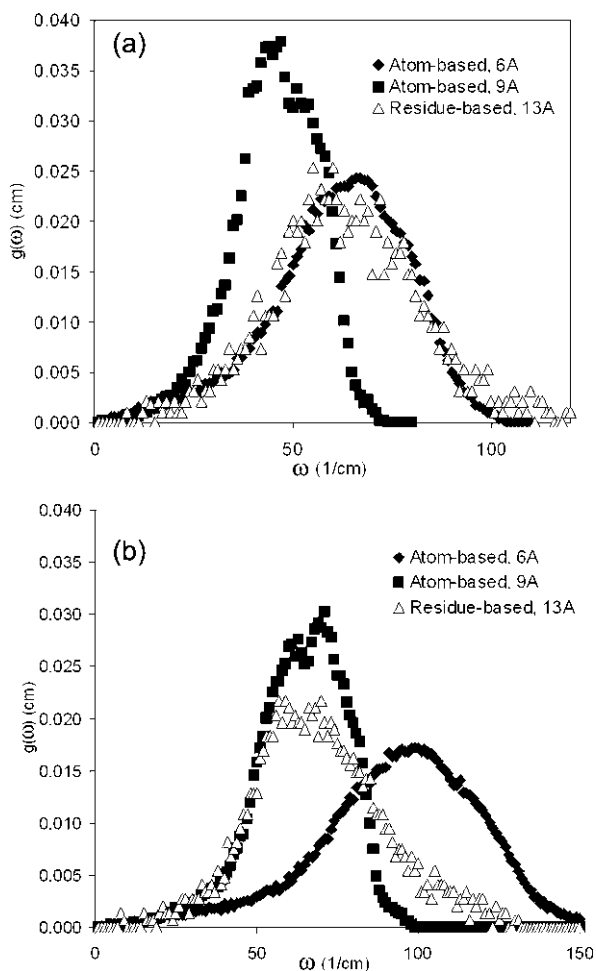 (a)
0.040
0.035
0.030
0.025
0.020
0.015
0.010
0.005
0.000
g(ω) (cm)
Atom-based, 6A
Atom-based, 9A
Residue-based, 13A
0
50
100
ω (1/cm)
(b)
0.040
0.035
0.030
0.025
0.020
0.015
0.010
0.005
0.000
g(ω) (cm)
Atom-based, 6A
Atom-based, 9A
Residue-based, 13A
0
50
100
150
ω (1/cm)